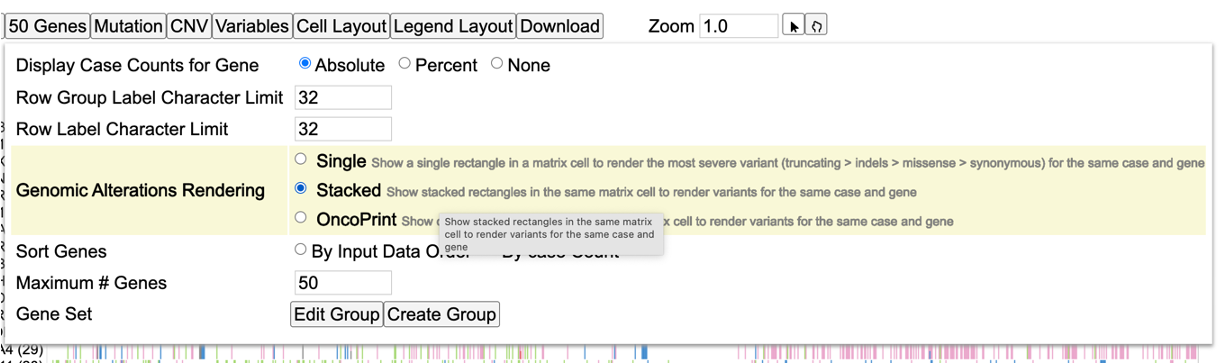 50 Genes Mutation CNV Variables Cell Layout Legend Layout Download Zoom 1.0
Display Case Counts for Gene Absolute Percent None
Row Group Label Character Limit 32
Row Label Character Limit 32
Single Show a single rectangle in a matrix cell to render the most severe variant (truncating > indels > missense > synonymous) for the same case and gene
Genomic Alterations Rendering Stacked Show stacked rectangles in the same matrix cell to render variants for the same case and gene
OncoPrint Show x cell to render variants for the same case and gene
Show stacked rectangles in the same matrix
cell to render variants for the same case and
gene
Sort Genes By Input Data Order By case Count
Maximum # Genes 50
Gene Set Edit Group Create Group
A4 (29)